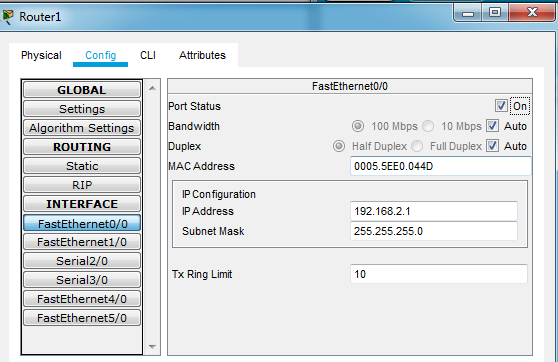 Router1
Physical Config CLI Attributes
GLOBAL
Settings
Algorithm Settings
ROUTING
Static
RIP
INTERFACE
FastEthernet0/0
FastEthernet1/0
Serial2/0
Serial3/0
FastEthernet4/0
FastEthernet5/0
FastEthernet0/0
Port Status On
Bandwidth 100 Mbps 10 Mbps Auto
Duplex Half Duplex Full Duplex Auto
MAC Address 0005.5EE0.044D
IP Configuration
IP Address 192.168.2.1
Subnet Mask 255.255.255.0
Tx Ring Limit 10